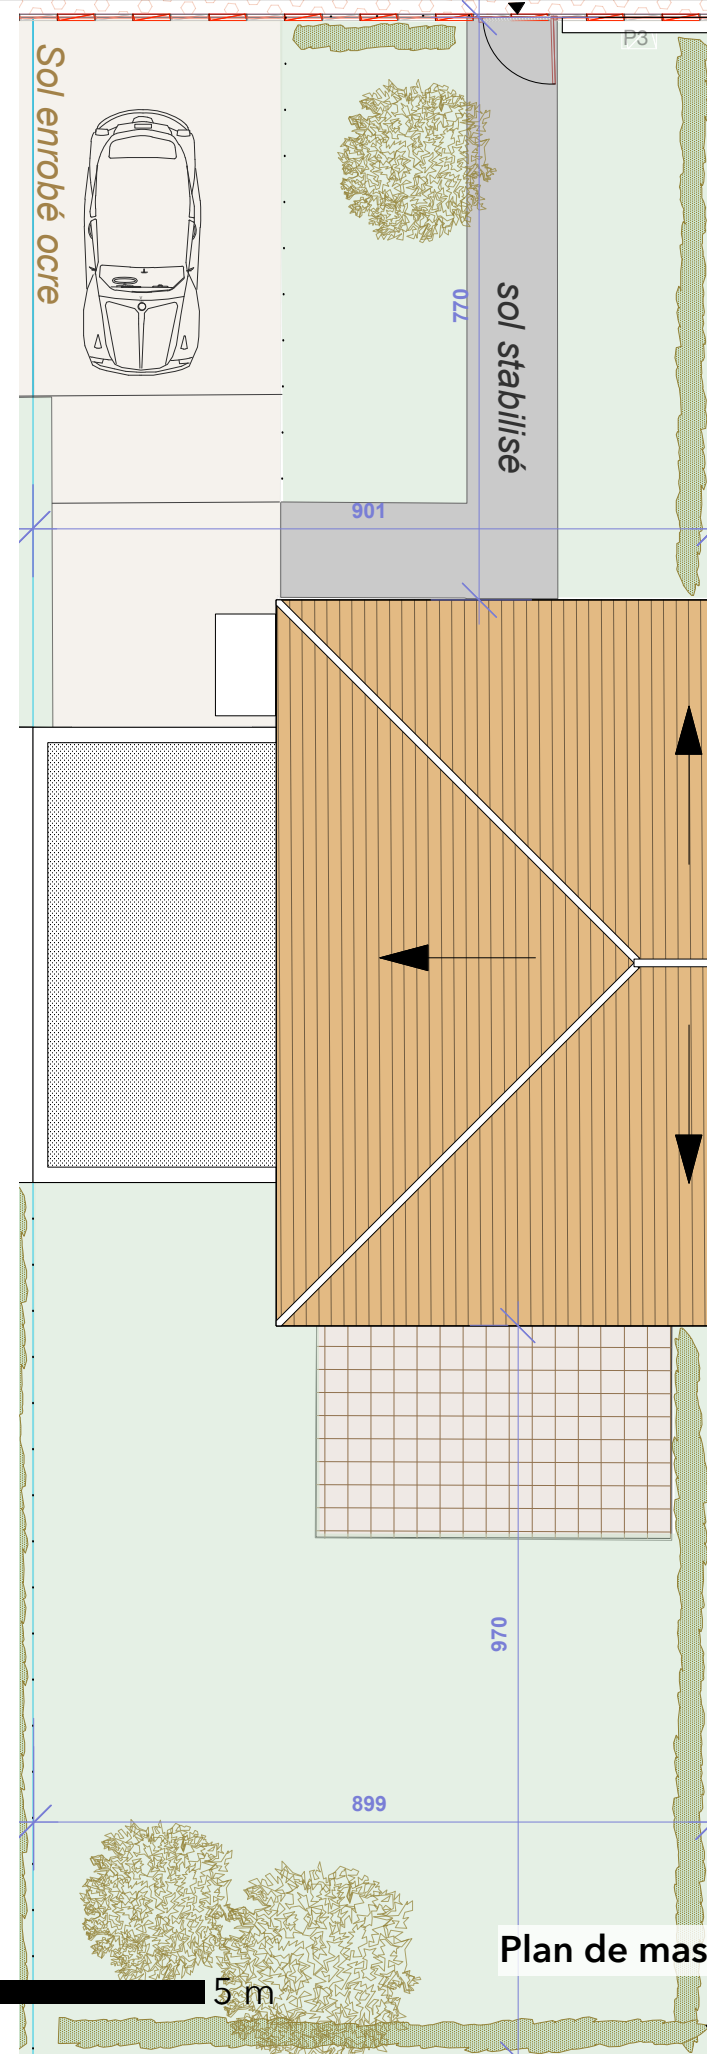 P3
Sol enrobé ocre
770
sol stabilisé
901
970
899
Plan de mas
5 m